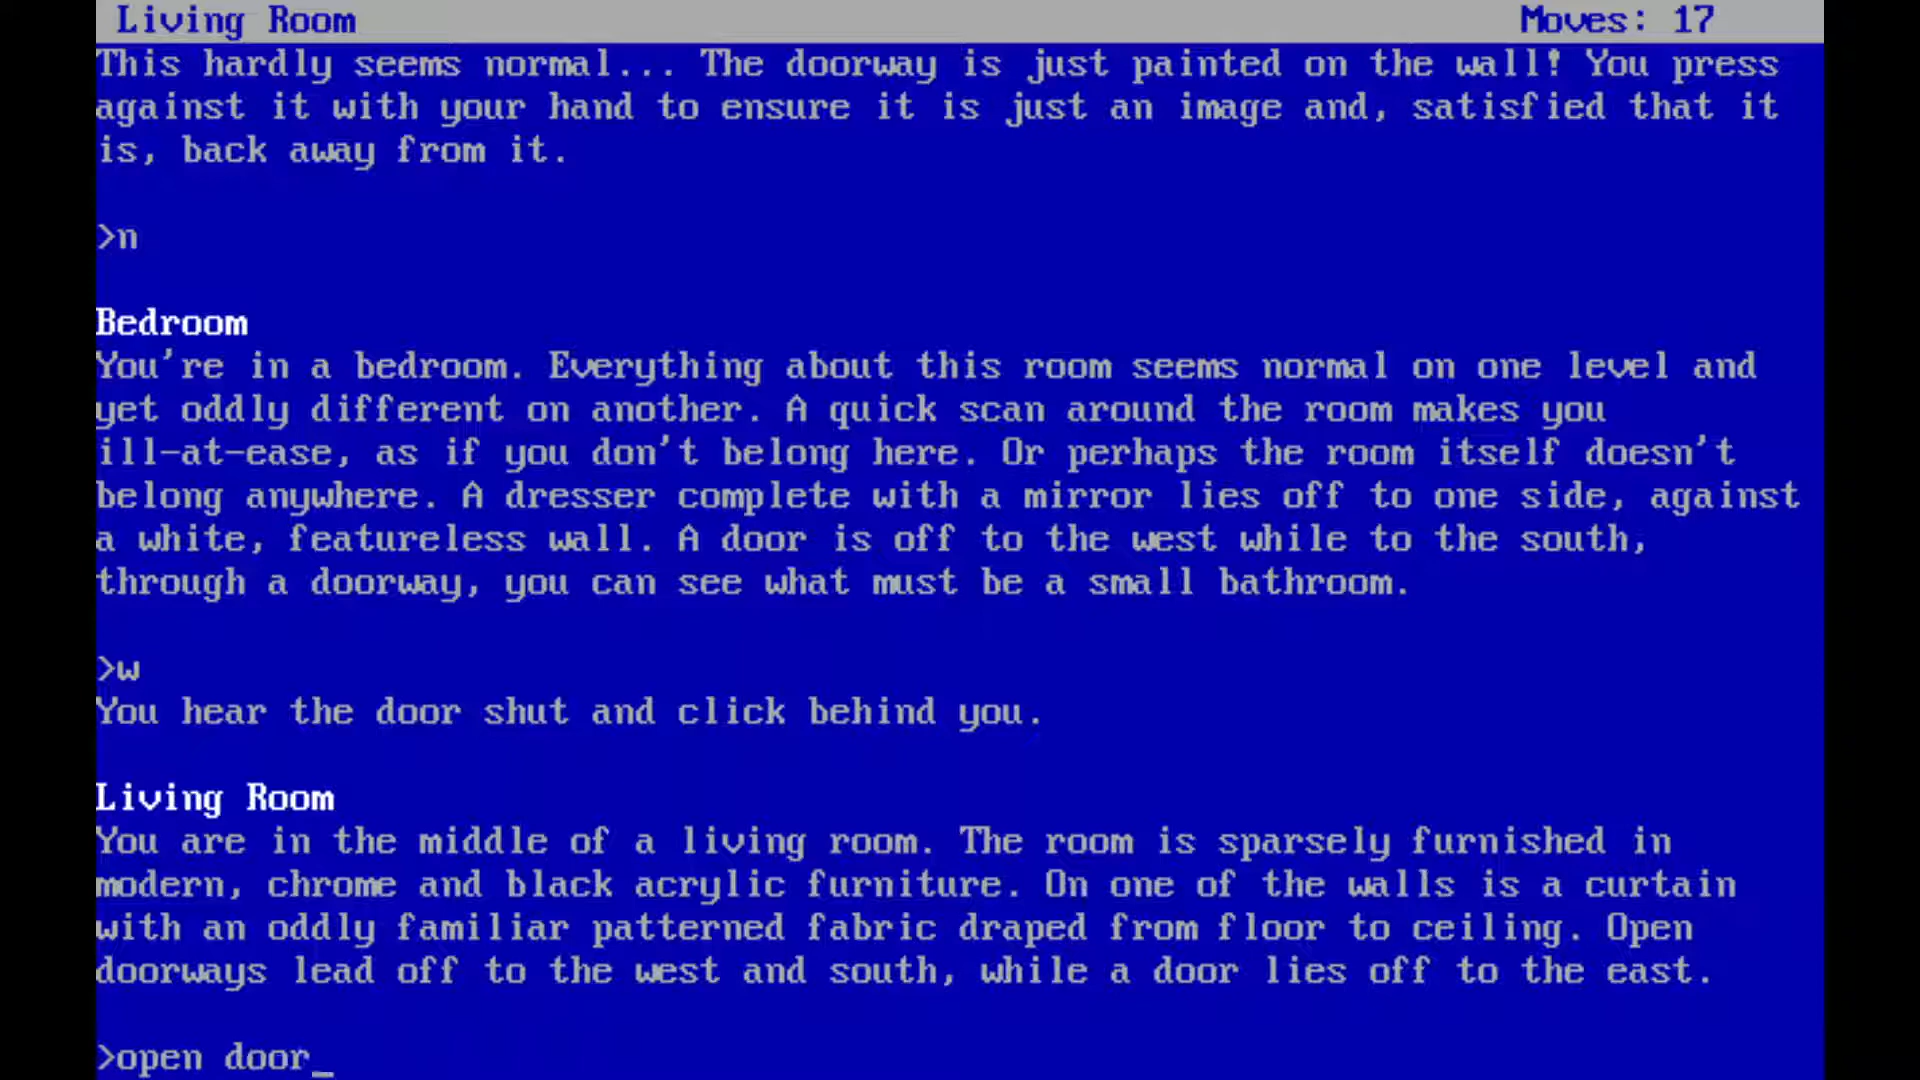 Living Room Moves: 17
This hardly seems normal... The doorway is just painted on the wall! You press
against it with your hand to ensure it is just an image and, satisfied that it
is, back away from it.
>n
Bedroom
You're in a bedroom. Everything about this room seems normal on one level and
yet oddly different on another. A quick scan around the room makes you
ill-at-ease, as if you don't belong here. Or perhaps the room itself doesn't
belong anywhere. A dresser complete with a mirror lies off to one side, against
a white, featureless wall. A door is off to the west while to the south,
through a doorway, you can see what must be a small bathroom.
>w
You hear the door shut and click behind you.
Living Room
You are in the middle of a living room. The room is sparsely furnished in
modern, chrome and black acrylic furniture. On one of the walls is a curtain
with an oddly familiar patterned fabric draped from floor to ceiling. Open
doorways lead off to the west and south, while a door lies off to the east.
>open door_